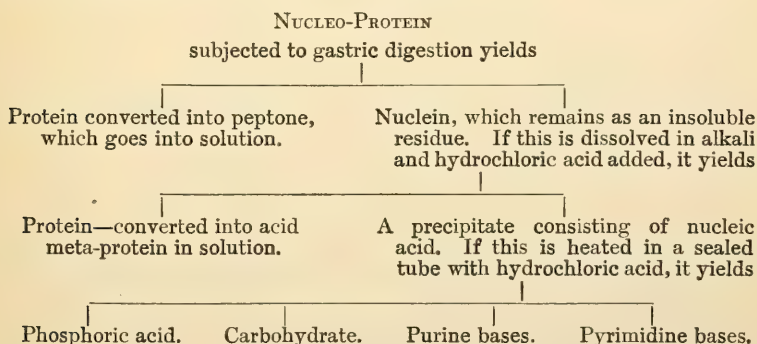 NUCLEO-PROTEIN
subjected to gastric digestion yields
Protein converted into peptone,
which goes into solution.
Nuclein, which remains as an insoluble
residue. If this is dissolved in alkali
and hydrochloric acid added, it yields
Protein—converted into acid
meta-protein in solution.
A precipitate consisting of nucleic
acid. If this is heated in a sealed
tube with hydrochloric acid, it yields
Phosphoric acid. Carbohydrate. Purine bases. Pyrimidine bases.